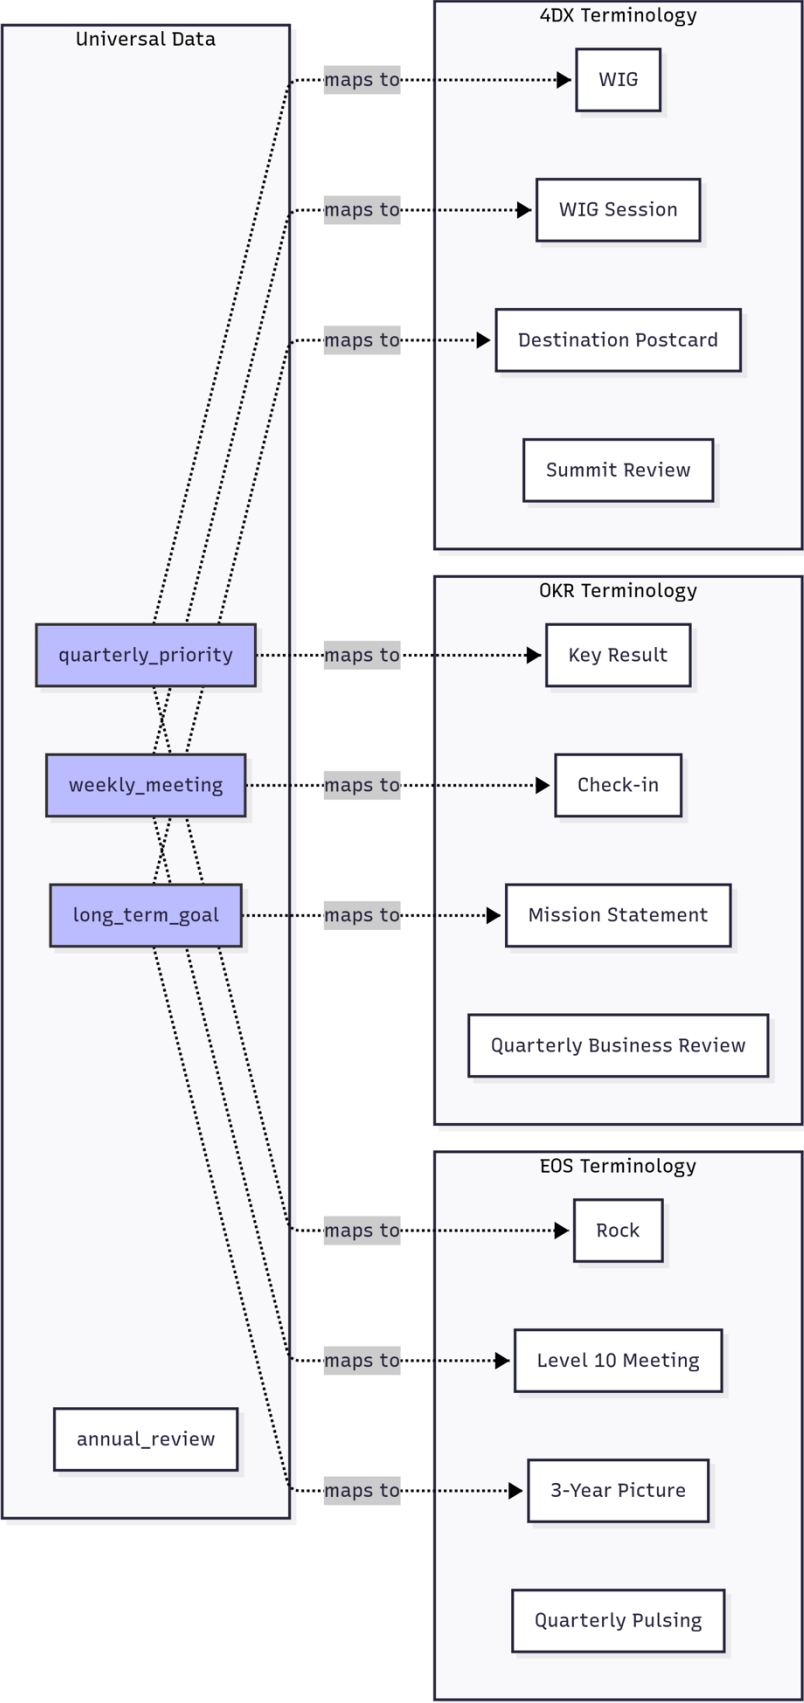 Universal Data
quarterly_priority
weekly_meeting
long_term_goal
annual_review
maps to
maps to
maps to
maps to
maps to
maps to
maps to
maps to
maps to
4DX Terminology
WIG
WIG Session
Destination Postcard
Summit Review
OKR Terminology
Key Result
Check-in
Mission Statement
Quarterly Business Review
EOS Terminology
Rock
Level 10 Meeting
3-Year Picture
Quarterly Pulsing